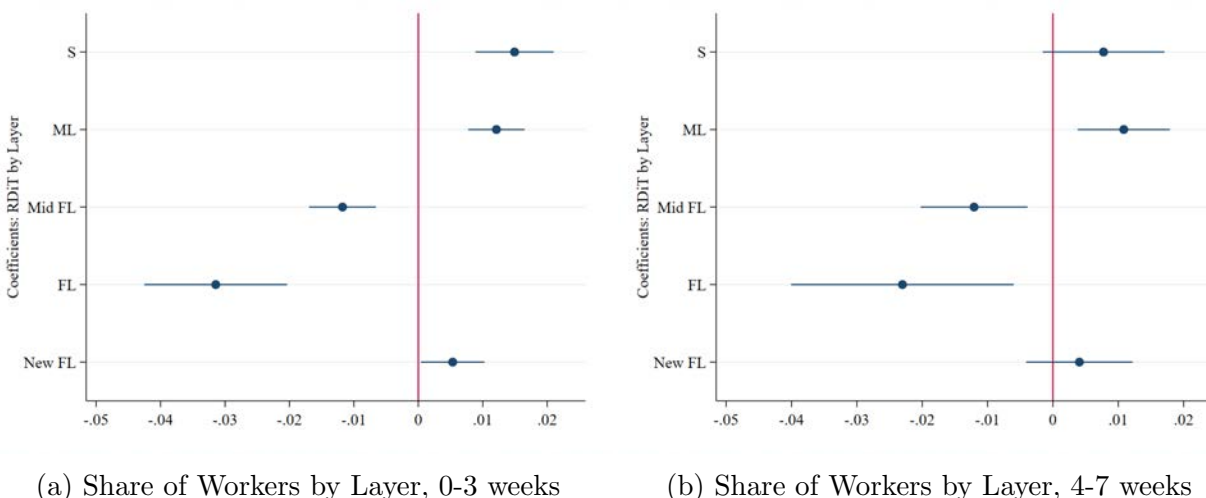 Coefficients: RDiT by Layer
S
ML
Mid FL
FL
New FL
-.05 -.04 -.03 -.02 -.01 0 .01 .02
(a) Share of Workers by Layer, 0-3 weeks
Coefficients: RDiT by Layer
S
ML
Mid FL
FL
New FL
-.05 -.04 -.03 -.02 -.01 0 .01 .02
(b) Share of Workers by Layer, 4-7 weeks